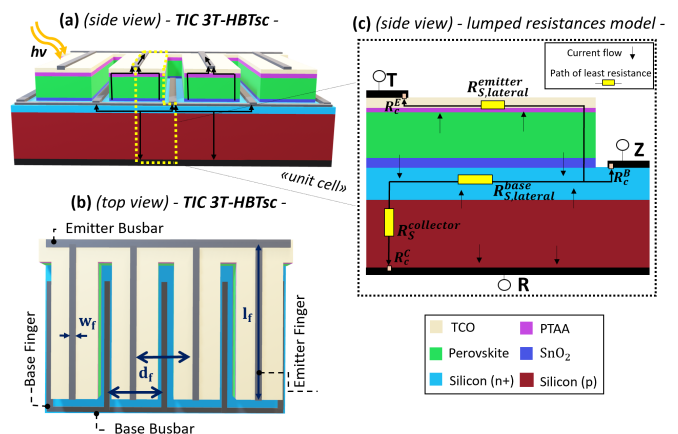 (a) (side view) - TIC 3T-HBTsc -
hν
«unit cell»
(b) (top view) - TIC 3T-HBTsc -
Emitter Busbar
w_f
l_f
d_f
Base Finger
Emitter Finger
Base Busbar
(c) (side view) - lumped resistances model -
Current flow
Path of least resistance
T
R_c^E
R_{S,lateral}^{emitter}
Z
R_c^B
R_{S,lateral}^{base}
R_S^{collector}
R_c^C
R
TCO
PTAA
Perovskite
SnO₂
Silicon (n+)
Silicon (p)